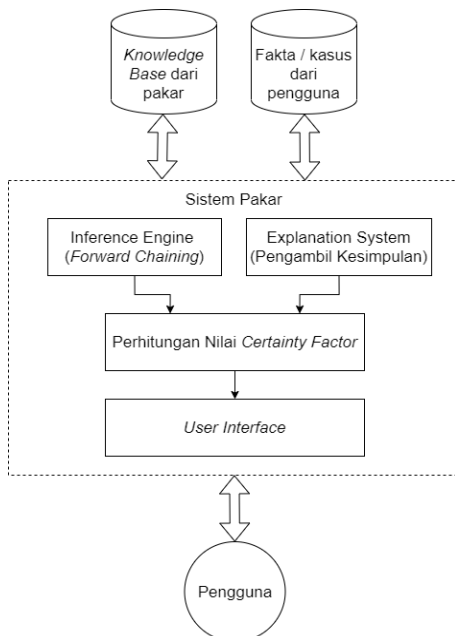 Knowledge
Base dari
pakar
Fakta / kasus
dari
pengguna
Sistem Pakar
Inference Engine
(Forward Chaining)
Explanation System
(Pengambil Kesimpulan)
Perhitungan Nilai Certainty Factor
User Interface
Pengguna